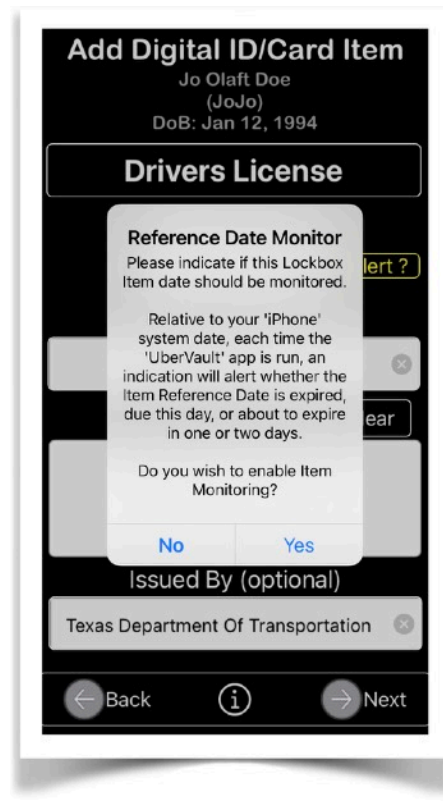 Add Digital ID/Card Item
Jo Olaft Doe
(JoJo)
DoB: Jan 12, 1994
Drivers License
Reference Date Monitor
Please indicate if this Lockbox
Item date should be monitored.
lert ?
Relative to your 'iPhone'
system date, each time the
'UberVault' app is run, an
indication will alert whether the
Item Reference Date is expired,
due this day, or about to expire
in one or two days.
ear
Do you wish to enable Item
Monitoring?
No Yes
Issued By (optional)
Texas Department Of Transportation
Back i Next